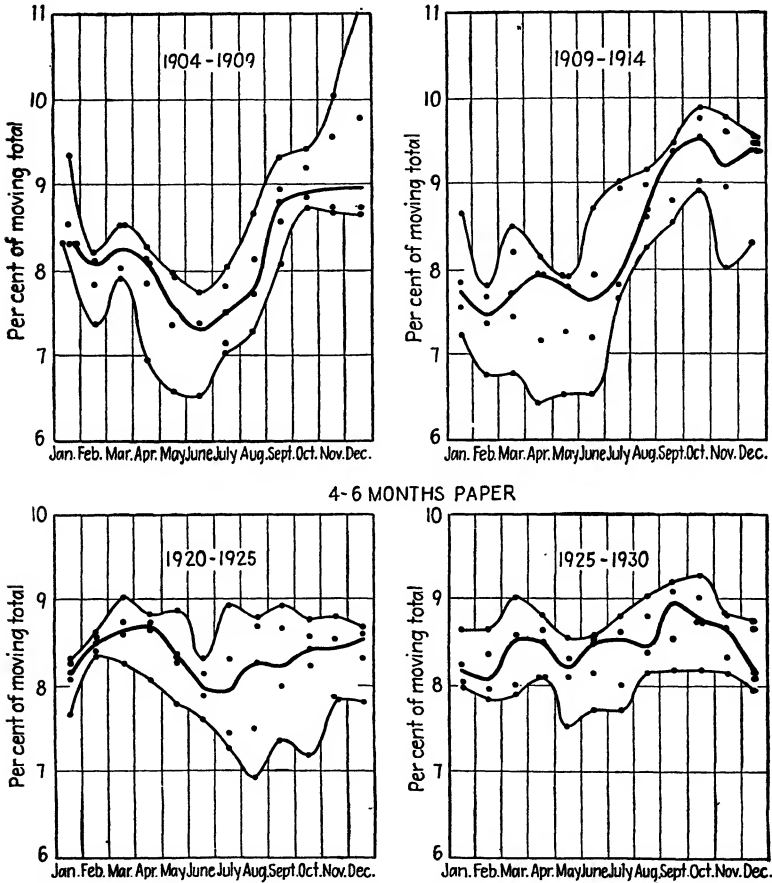 1904-1909
11
10
9
8
7
6
Per cent of moving total
Jan. Feb. Mar. Apr. May June July Aug. Sept. Oct. Nov. Dec.
1909-1914
11
10
9
8
7
6
Per cent of moving total
Jan. Feb. Mar. Apr. May June July Aug. Sept. Oct. Nov. Dec.
4-6 MONTHS PAPER
1920-1925
10
9
8
7
6
Per cent of moving total
Jan. Feb. Mar. Apr. May June July Aug. Sept. Oct. Nov. Dec.
1925-1930
10
9
8
7
6
Per cent of moving total
Jan. Feb. Mar. Apr. May June July Aug. Sept. Oct. Nov. Dec.